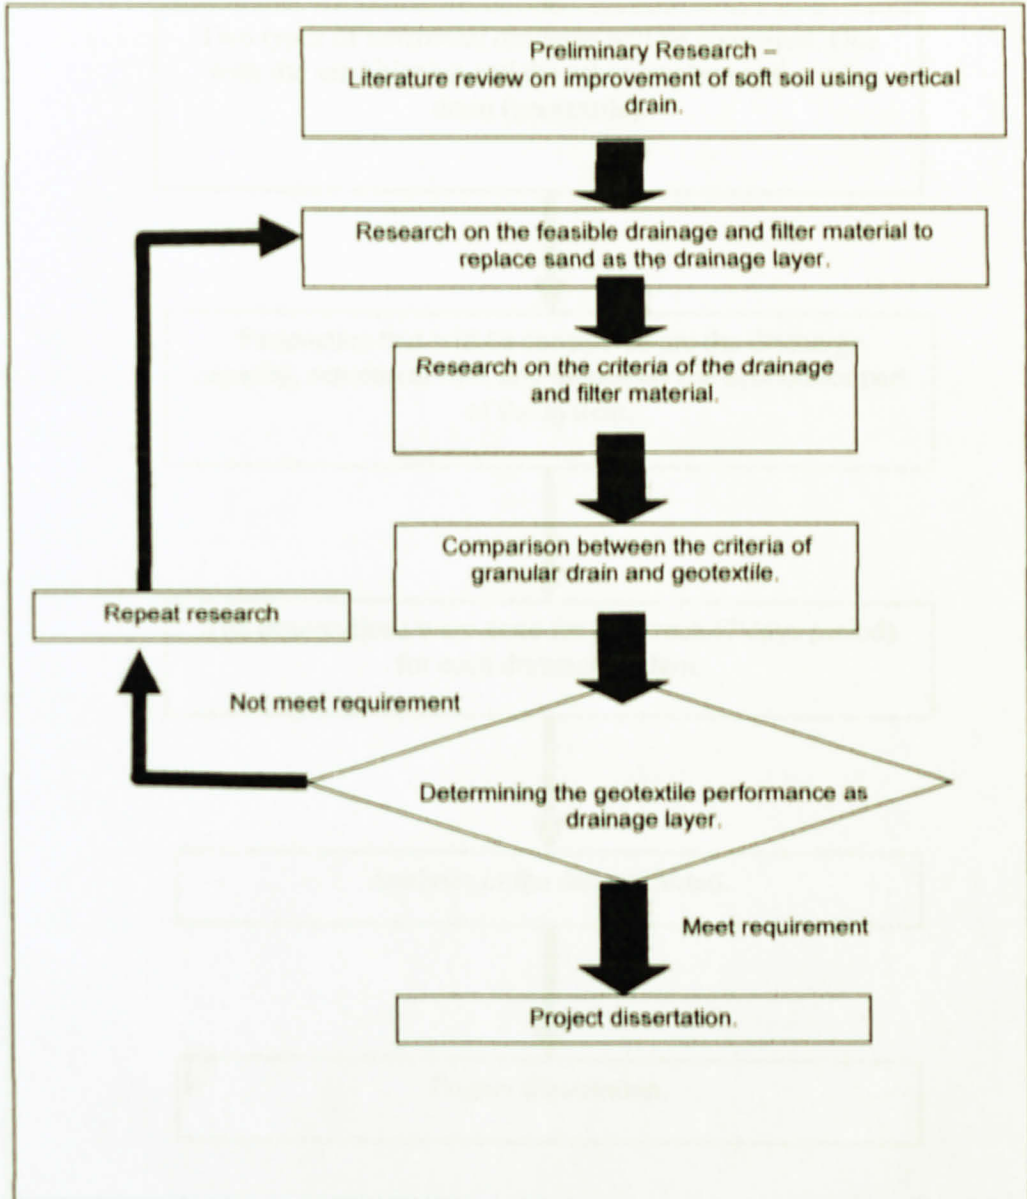 Preliminary Research –
Literature review on improvement of soft soil using vertical
drain.
Research on the feasible drainage and filter material to
replace sand as the drainage layer.
Research on the criteria of the drainage
and filter material.
Comparison between the criteria of
granular drain and geotextile.
Repeat research
Not meet requirement
Determining the geotextile performance as
drainage layer.
Meet requirement
Project dissertation.